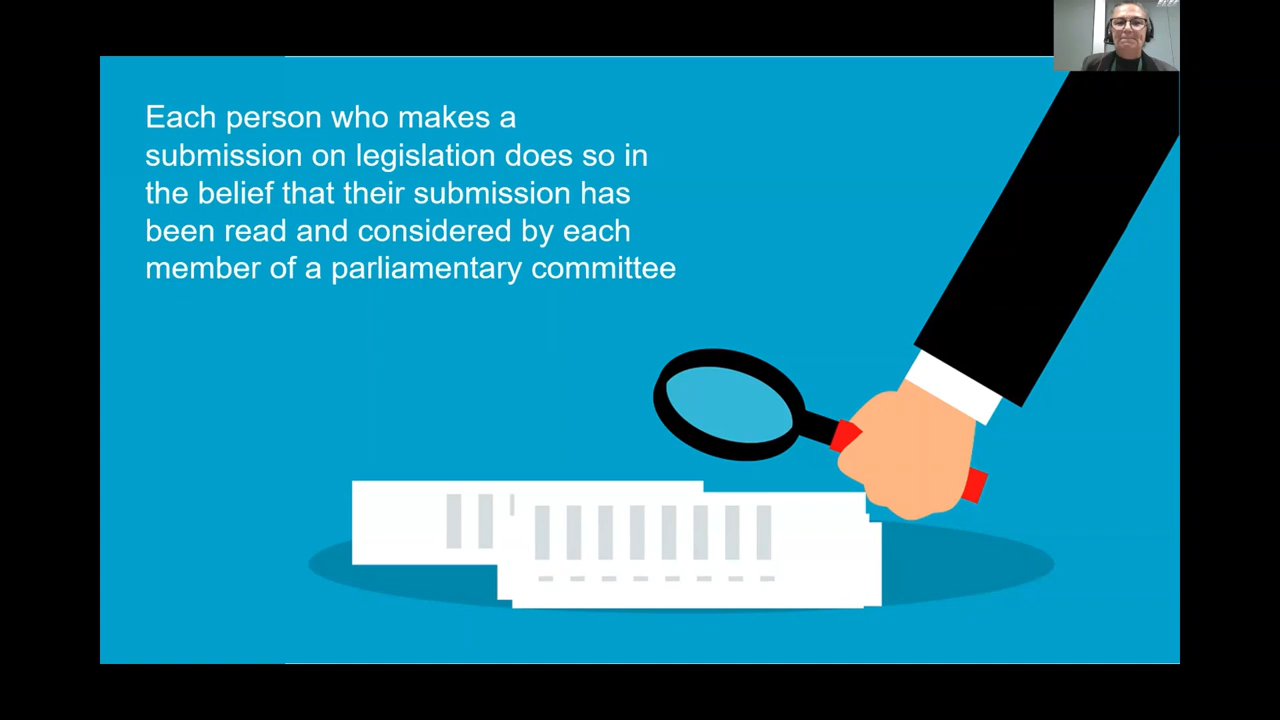 Each person who makes a
submission on legislation does so in
the belief that their submission has
been read and considered by each
member of a parliamentary committee